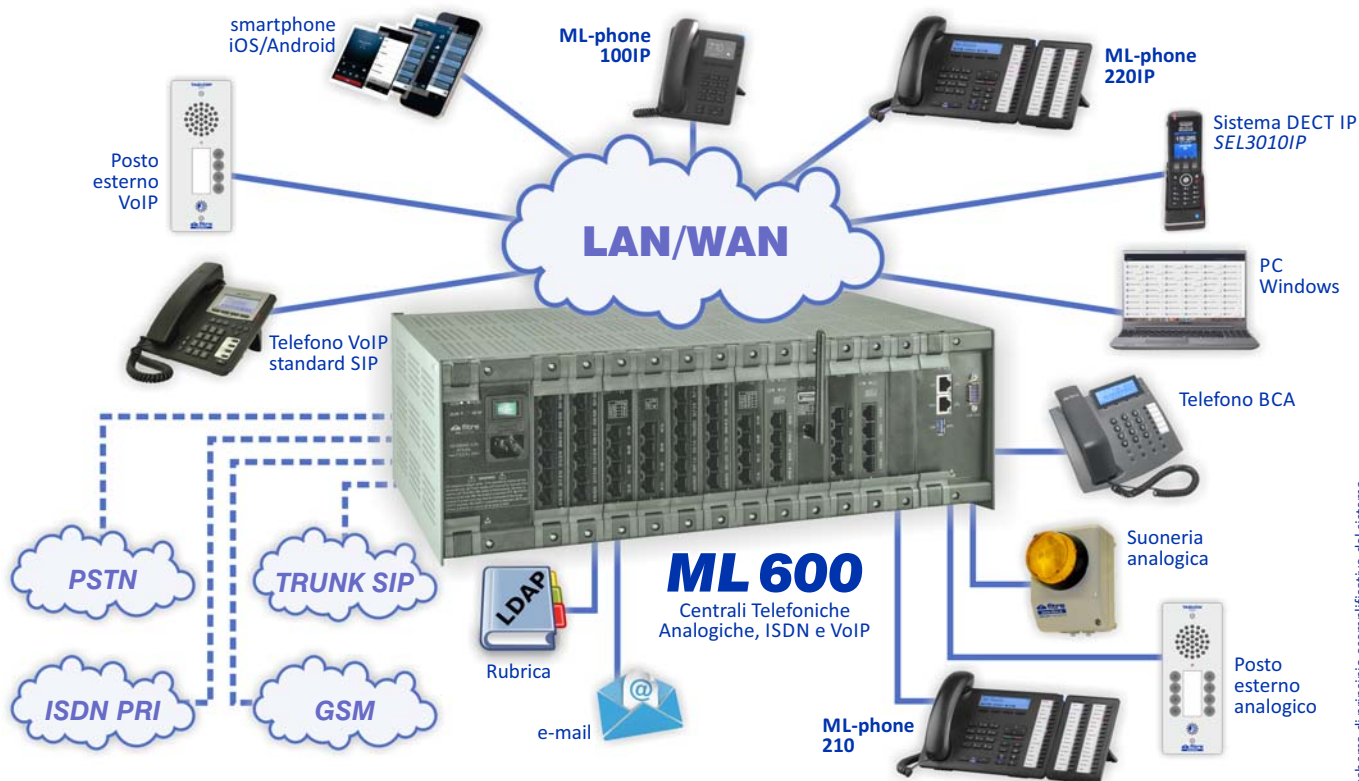 smartphone
iOS/Android
ML-phone
100IP
ML-phone
220IP
Sistema DECT IP
SEL3010IP
Posto
esterno
VoIP
LAN/WAN
PC
Windows
Telefono VoIP
standard SIP
Telefono BCA
fitre
PSTN
TRUNK SIP
ISDN PRI
GSM
LDAP
Rubrica
@
e-mail
ML 600
Centrali Telefoniche
Analogiche, ISDN e VoIP
Suoneria
analogica
fitre
Posto
esterno
analogico
ML-phone
210